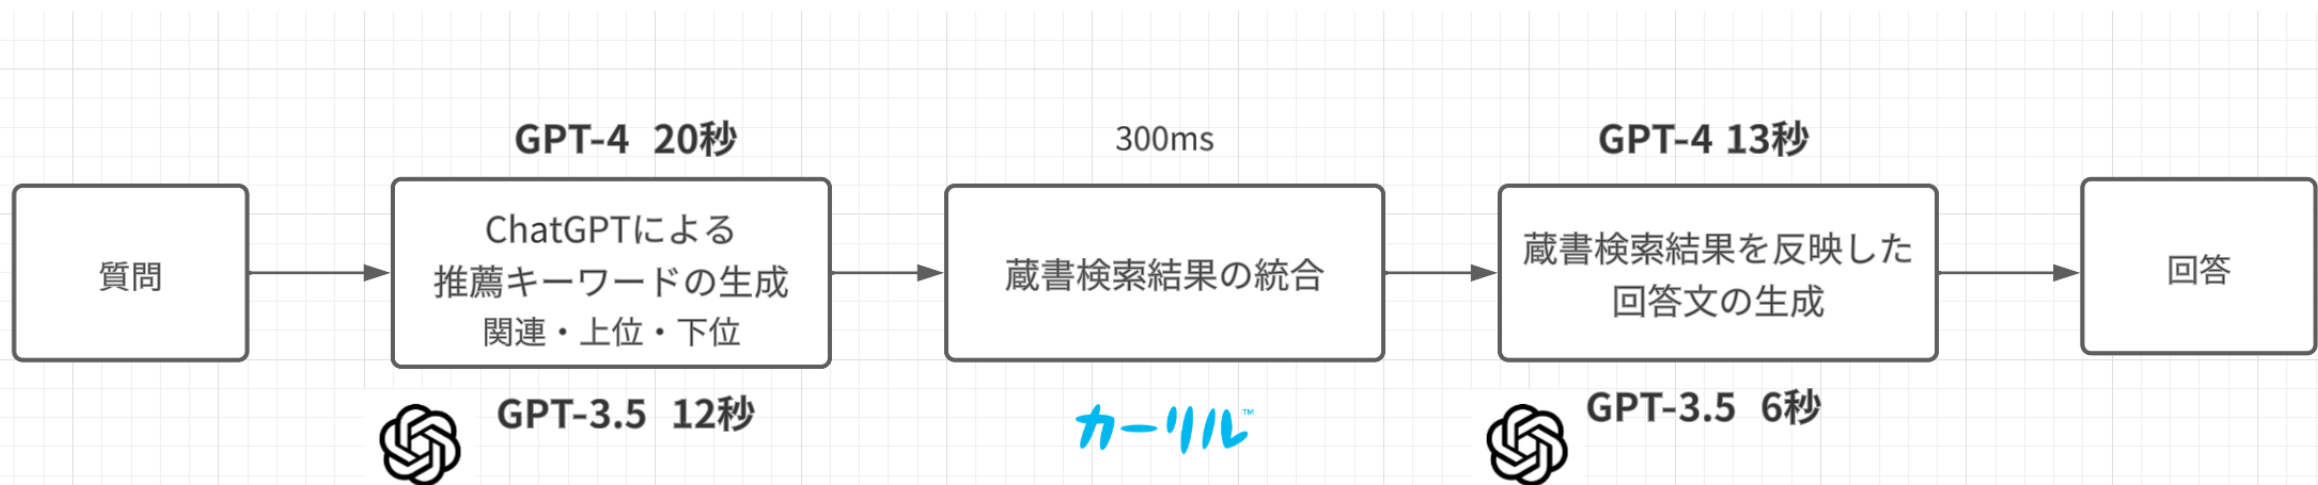 質問
GPT-4 20秒
ChatGPTによる
推薦キーワードの生成
関連・上位・下位
GPT-3.5 12秒
300ms
蔵書検索結果の統合
カーリル™
GPT-4 13秒
蔵書検索結果を反映した
回答文の生成
GPT-3.5 6秒
回答